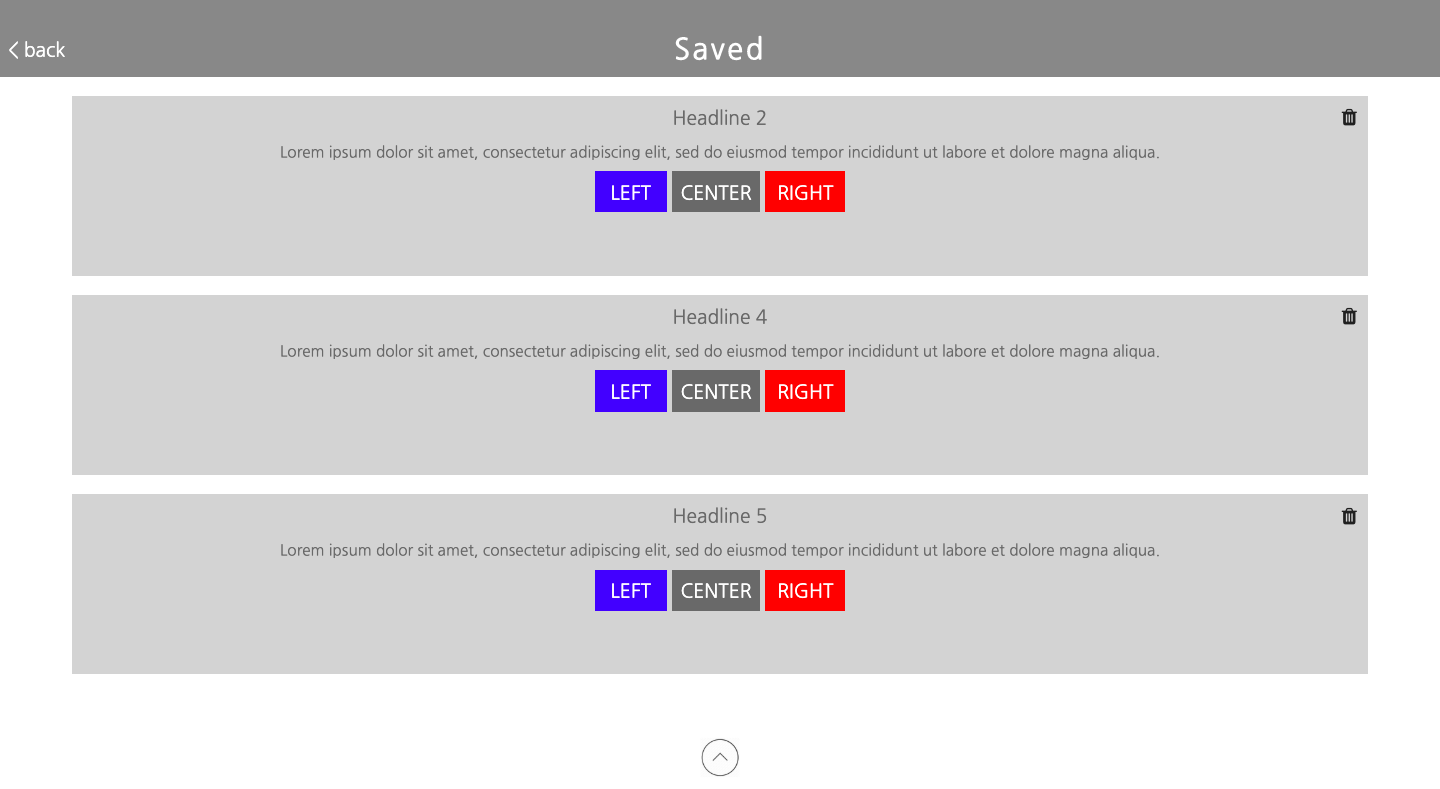 back
Saved
Headline 2
Lorem ipsum dolor sit amet, consectetur adipiscing elit, sed do eiusmod tempor incididunt ut labore et dolore magna aliqua.
LEFT CENTER RIGHT
Headline 4
Lorem ipsum dolor sit amet, consectetur adipiscing elit, sed do eiusmod tempor incididunt ut labore et dolore magna aliqua.
LEFT CENTER RIGHT
Headline 5
Lorem ipsum dolor sit amet, consectetur adipiscing elit, sed do eiusmod tempor incididunt ut labore et dolore magna aliqua.
LEFT CENTER RIGHT